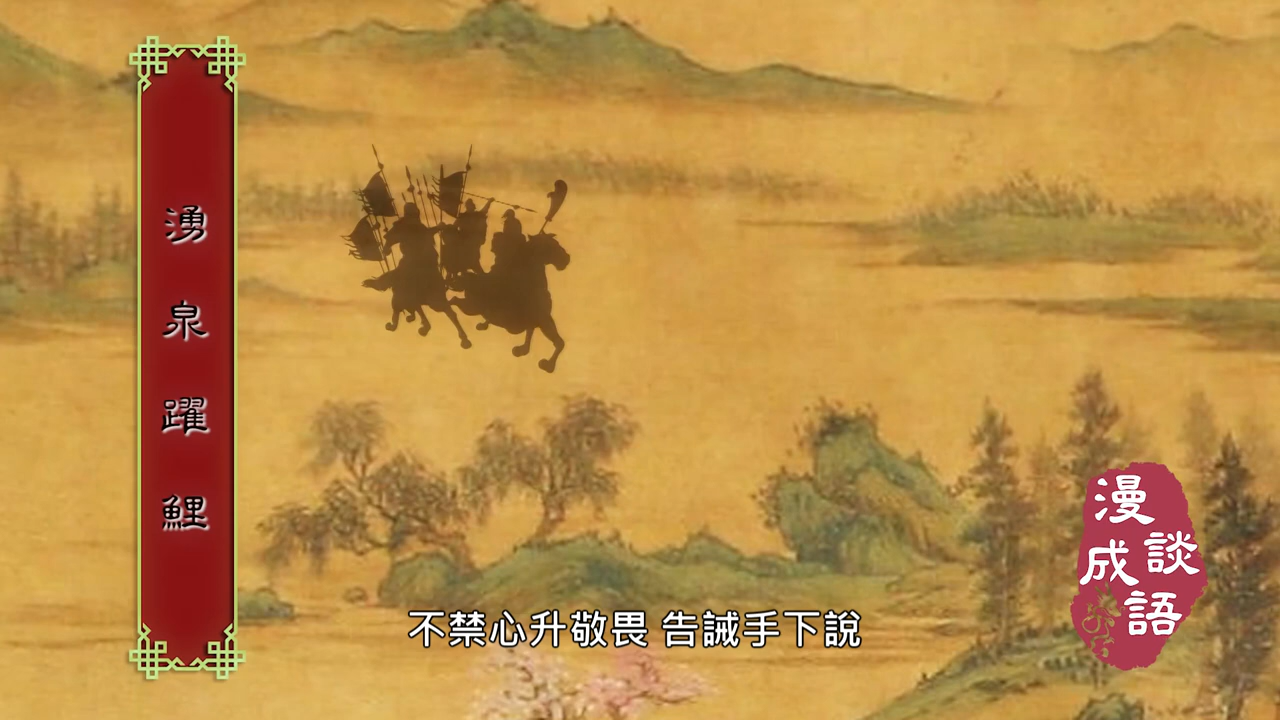 湧泉躍鯉
不禁心升敬畏 告誡手下說
漫談
成語